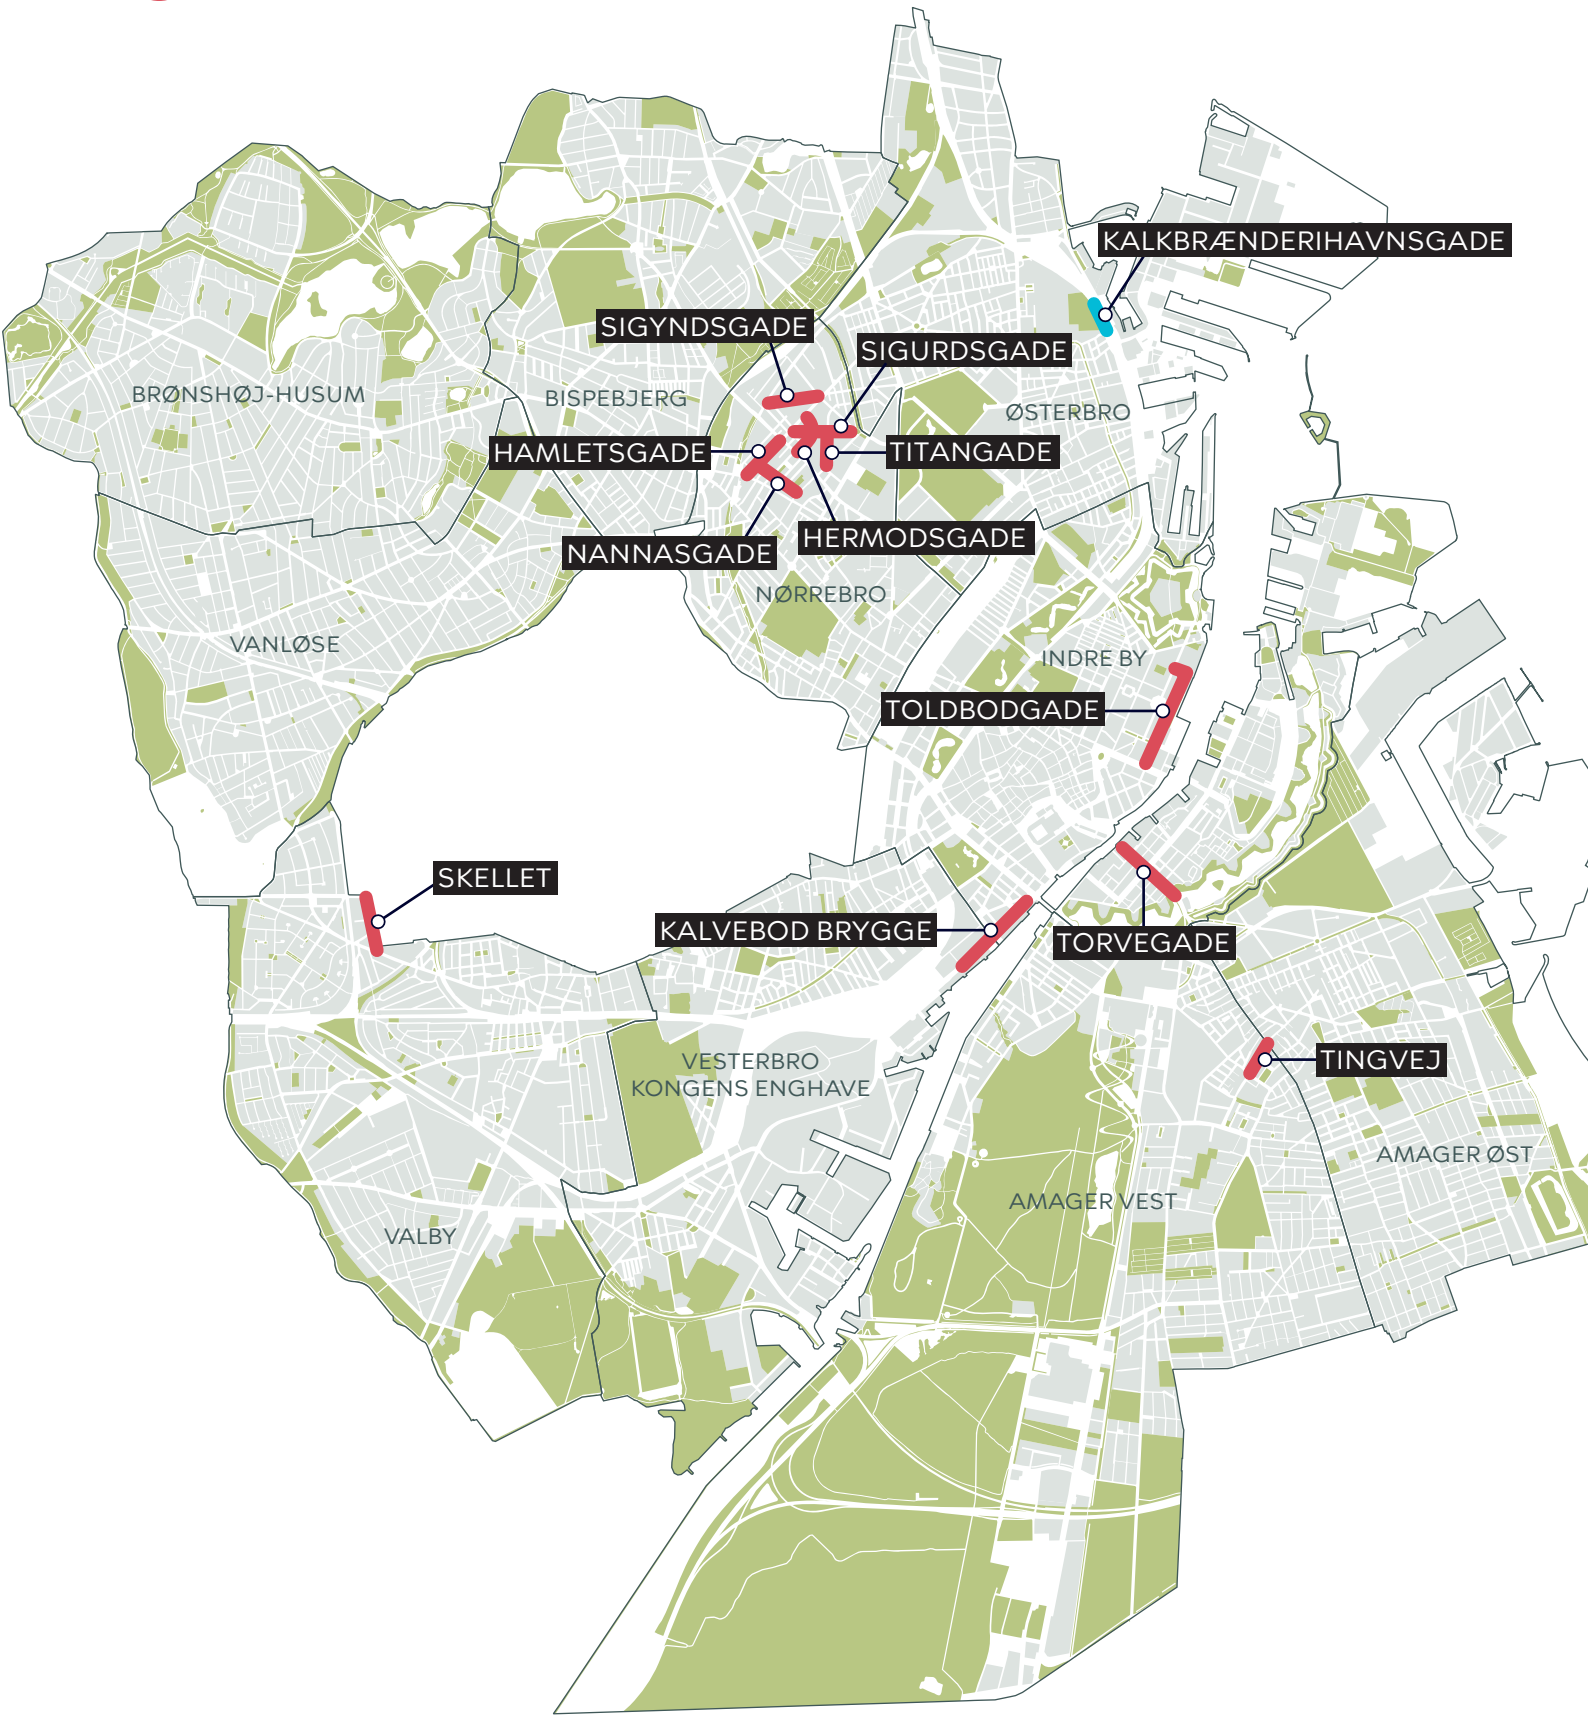 KALKBRÆNDERIHAVNSGADE
SIGYNDSGADE
SIGURDSGADE
BRØNSHØJ-HUSUM
BISPEBJERG
ØSTERBRO
HAMLETSGADE
TITANGADE
HERMODSGADE
NANNASGADE
NØRREBRO
VANLØSE
INDRE BY
TOLDBODGADE
SKELLET
KALVEBOD BRYGGE
TORVEGADE
VESTERBRO
KONGENS ENGHAVE
TINGVEJ
AMAGER ØST
AMAGER VEST
VALBY